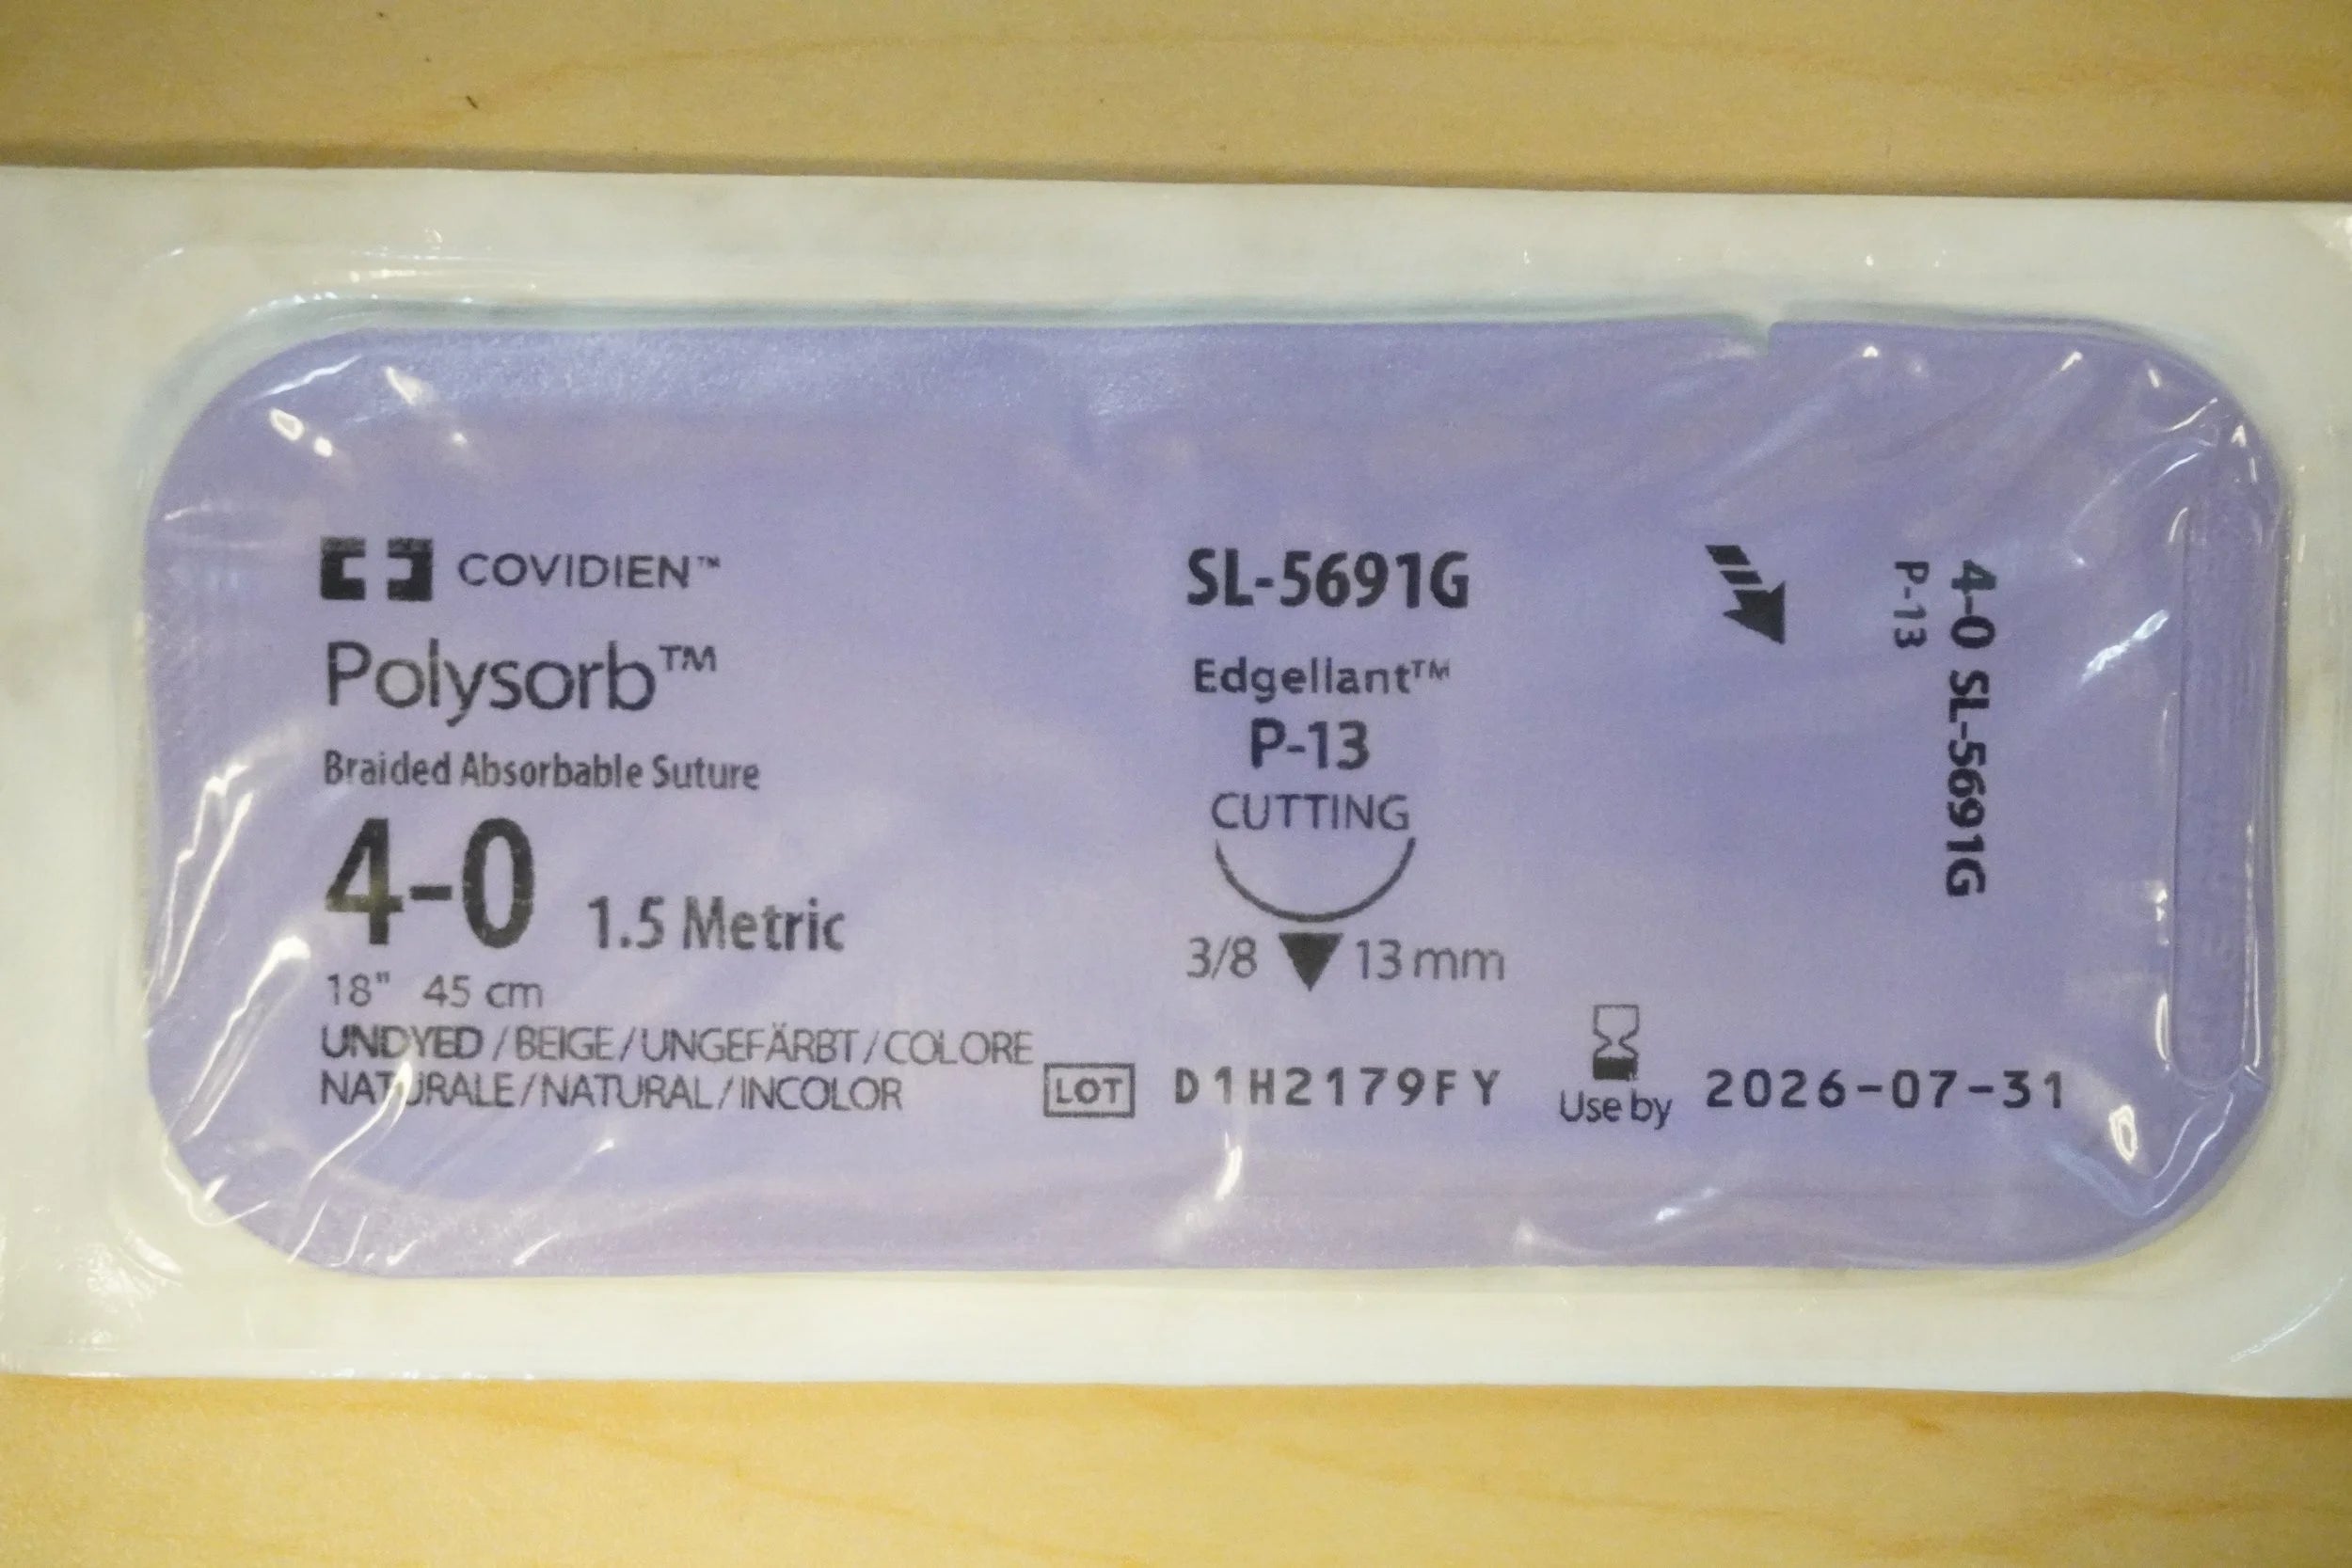 COVIDIEN™
Polysorb™
Braided Absorbable Suture
4-0 1.5 Metric
18" 45 cm
UNDYED / BEIGE / UNGEFÄRBT / COLORE
NATURALE / NATURAL / INCOLOR
SL-5691G
Edgellant™
P-13
CUTTING
3/8 13 mm
LOT D1H2179FY
Use by 2026-07-31
4-0 SL-5691G
P-13